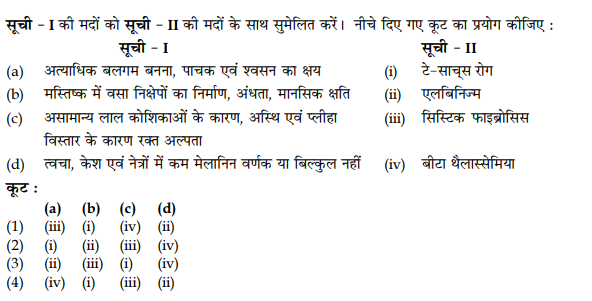 सूची - I की मदों को सूची - II की मदों के साथ सुमेलित करें। नीचे दिए गए कूट का प्रयोग कीजिए :
सूची - I सूची - II
(a) अत्याधिक बलगम बनना, पाचक एवं श्वसन का क्षय (i) टे-साच्स रोग
(b) मस्तिष्क में वसा निक्षेपों का निर्माण, अंधता, मानसिक क्षति (ii) एलबिनिज्म
(c) असामान्य लाल कोशिकाओं के कारण, अस्थि एवं प्लीहा (iii) सिस्टिक फाइब्रोसिस
विस्तार के कारण रक्त अल्पता
(d) त्वचा, केश एवं नेत्रों में कम मेलानिन वर्णक या बिल्कुल नहीं (iv) बीटा थैलास्सेमिया
कूट :
(a) (b) (c) (d)
(1) (iii) (i) (iv) (ii)
(2) (i) (ii) (iii) (iv)
(3) (ii) (iii) (i) (iv)
(4) (iv) (i) (iii) (ii)